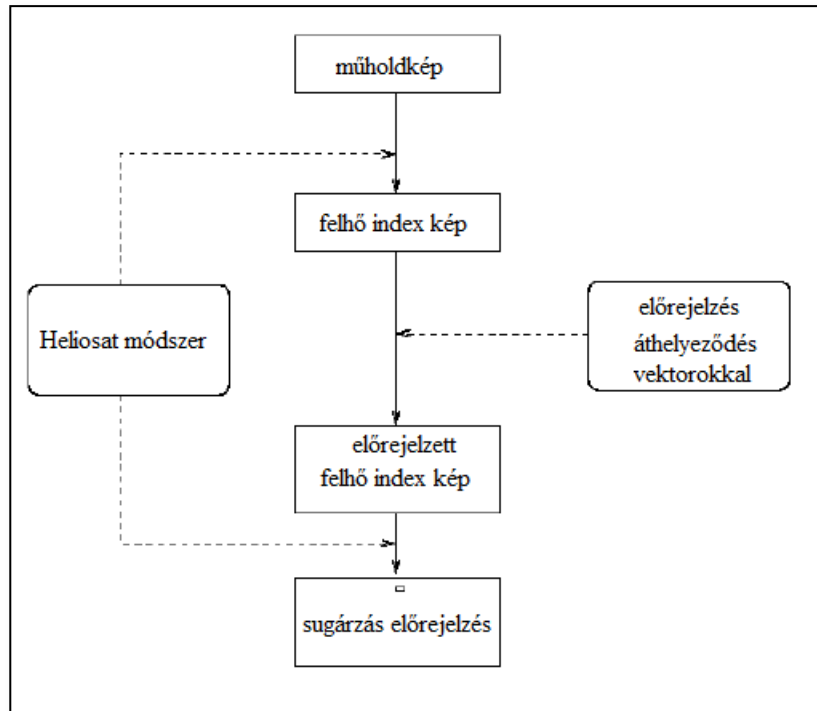 műholdkép
felhő index kép
Heliosat módszer
előrejelzés
áthelyeződés
vektorokkal
előrejelzett
felhő index kép
sugárzás előrejelzés